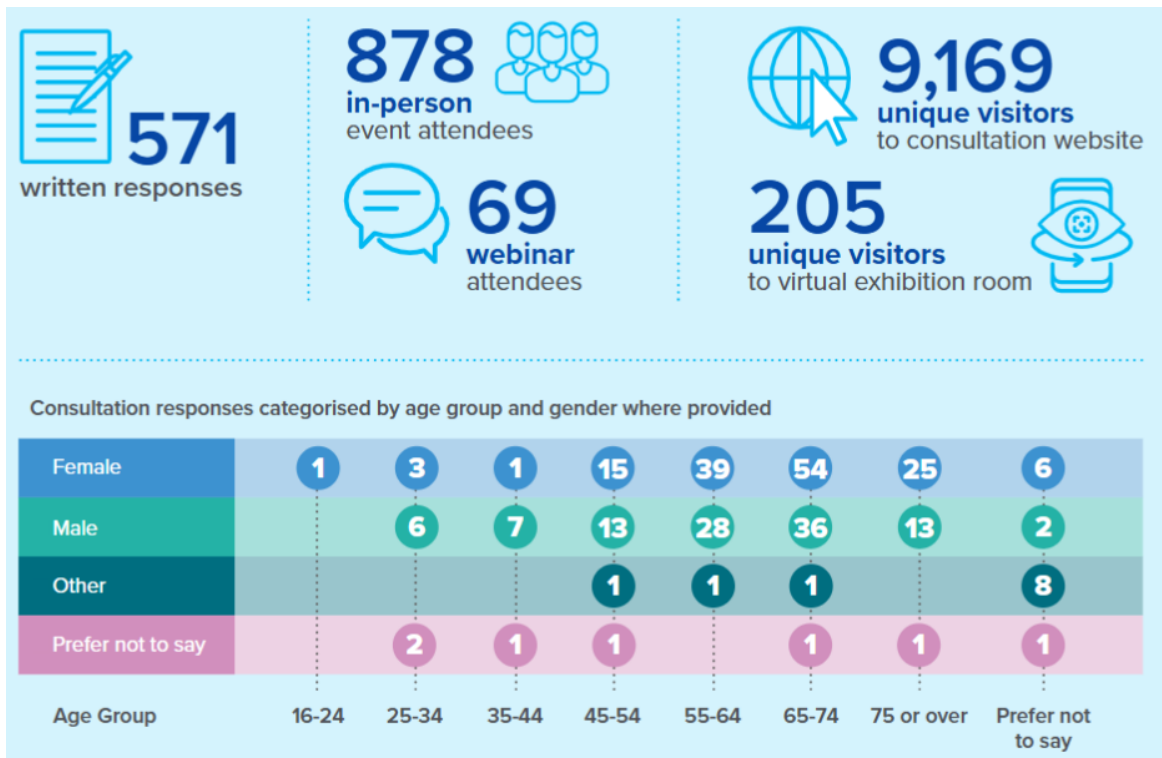 571
written responses
878
in-person
event attendees
69
webinar
attendees
9,169
unique visitors
to consultation website
205
unique visitors
to virtual exhibition room
Consultation responses categorised by age group and gender where provided
Female 1 3 1 15 39 54 25 6
Male 6 7 13 28 36 13 2
Other 1 1 1 8
Prefer not to say 2 1 1 1 1 1
Age Group 16-24 25-34 35-44 45-54 55-64 65-74 75 or over Prefer not
to say